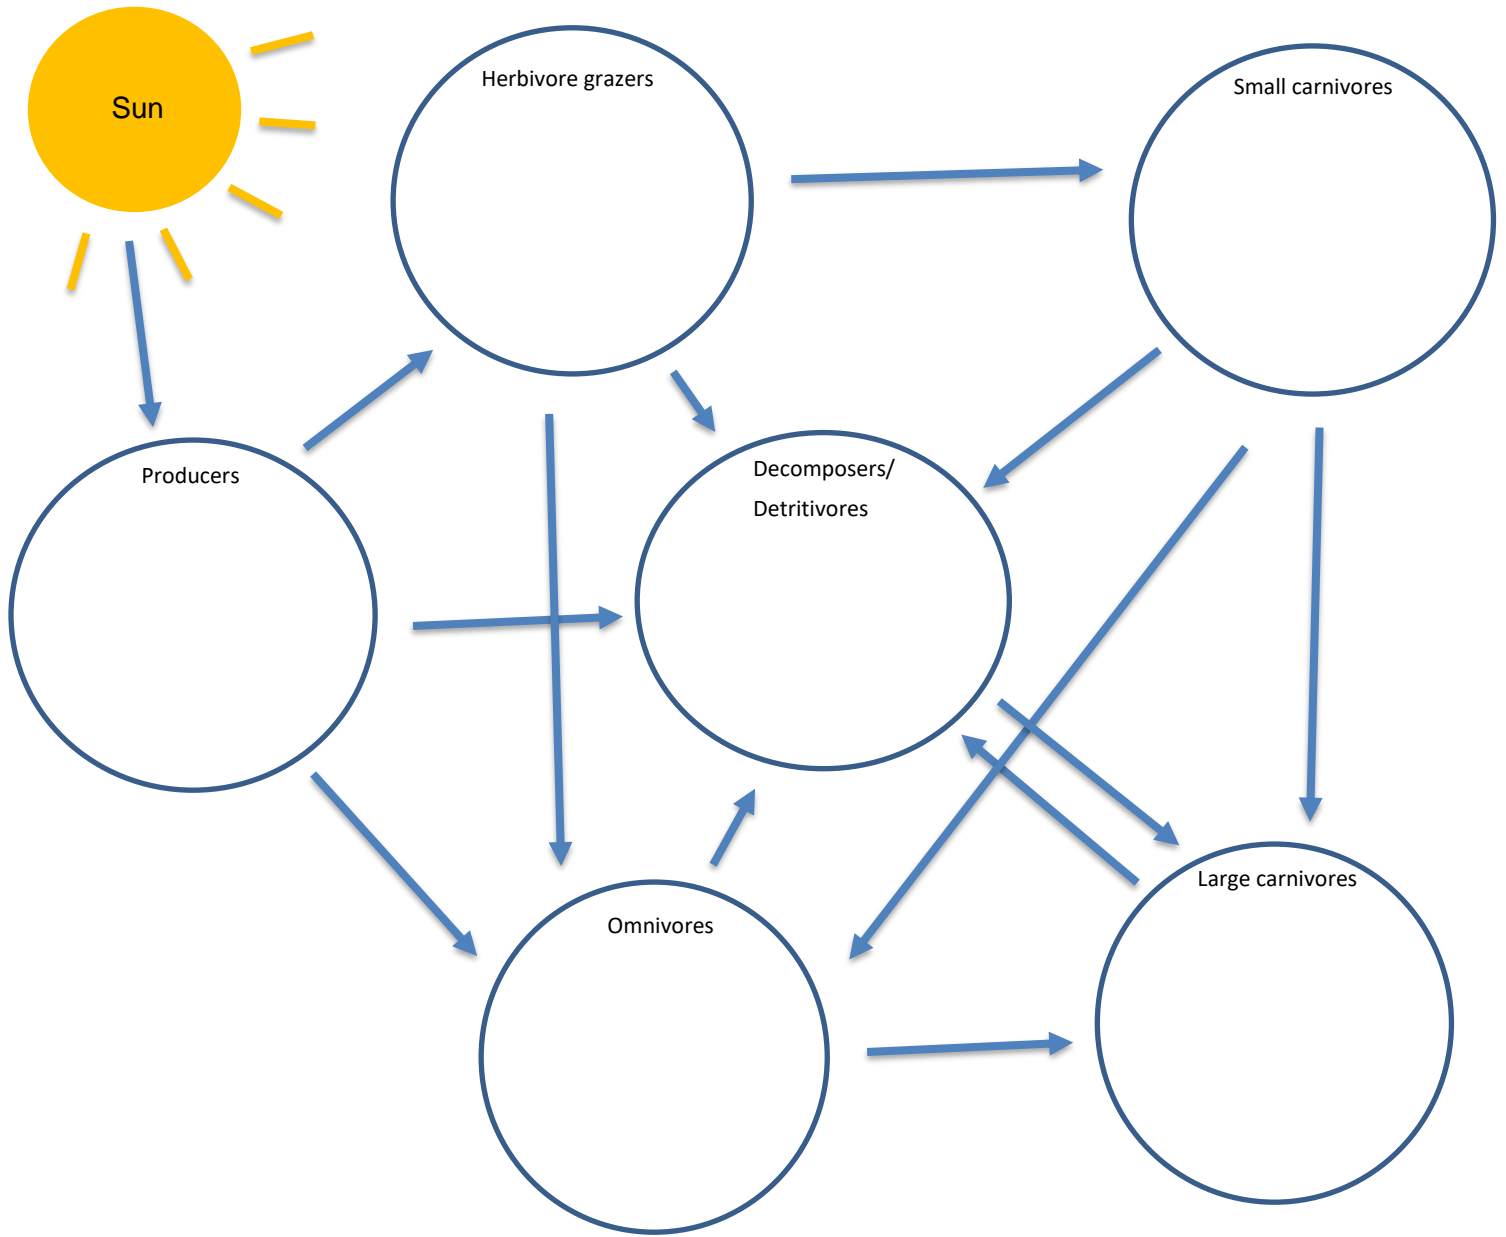 Sun
Herbivore grazers
Small carnivores
Producers
Decomposers/
Detritivores
Large carnivores
Omnivores